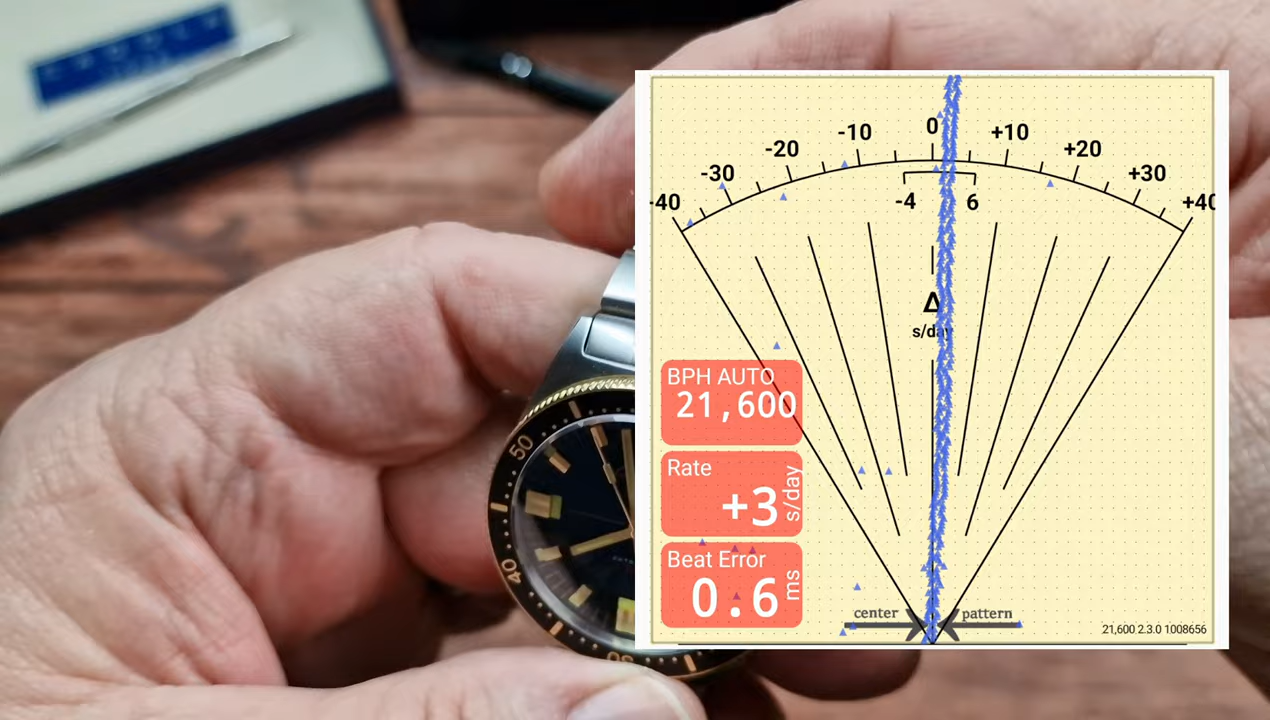 0
-10 +10
-20 +20
-30 +30
-40 +40
-4 6
Δ
s/day
BPH AUTO
21,600
Rate
+3 s/day
Beat Error
0.6 ms
center pattern
21,600 2.3.0 1008656
50
40